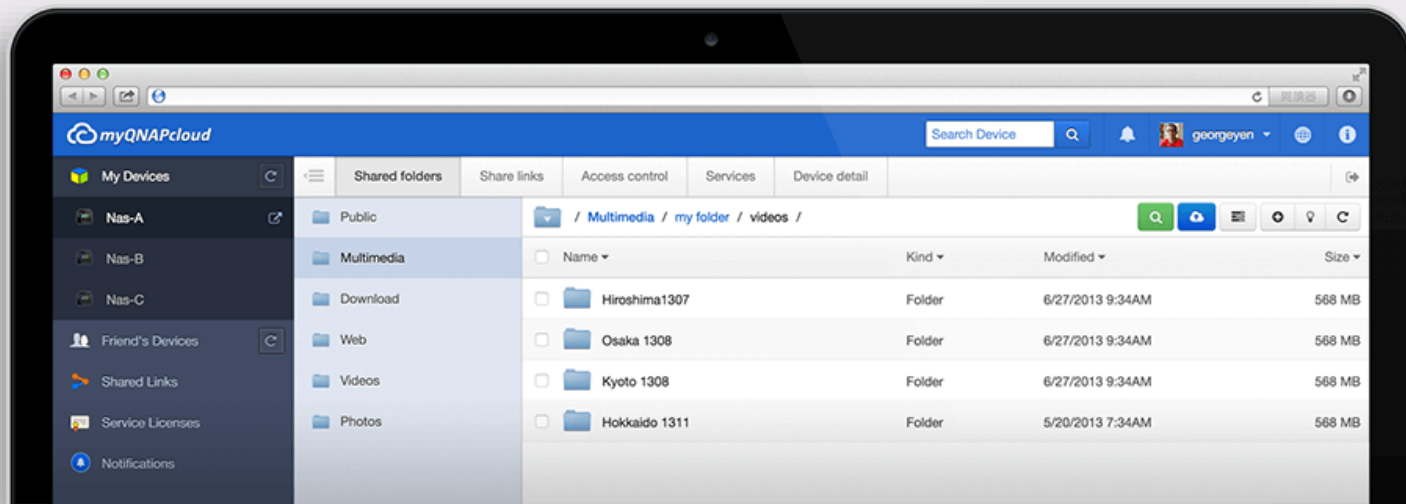 閱讀器
myQNAPcloud
Search Device
georgeyen
My Devices
Shared folders
Share links
Access control
Services
Device detail
Nas-A
Public
/ Multimedia / my folder / videos /
Nas-B
Multimedia
Name
Kind
Modified
Size
Nas-C
Download
Hiroshima1307
Folder
6/27/2013 9:34AM
568 MB
Friend's Devices
Web
Osaka 1308
Folder
6/27/2013 9:34AM
568 MB
Shared Links
Videos
Kyoto 1308
Folder
6/27/2013 9:34AM
568 MB
Service Licenses
Photos
Hokkaido 1311
Folder
5/20/2013 7:34AM
568 MB
Notifications